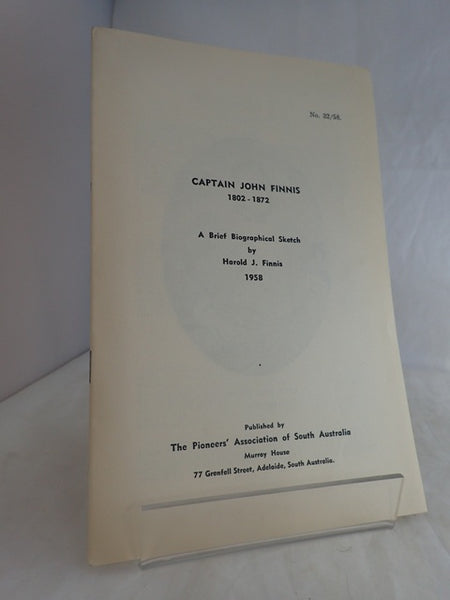 No. 32/58.
CAPTAIN JOHN FINNIS
1802 - 1872
A Brief Biographical Sketch
by
Harold J. Finnis
1958
Published by
The Pioneers' Association of South Australia
Murray House
77 Grenfell Street, Adelaide, South Australia.